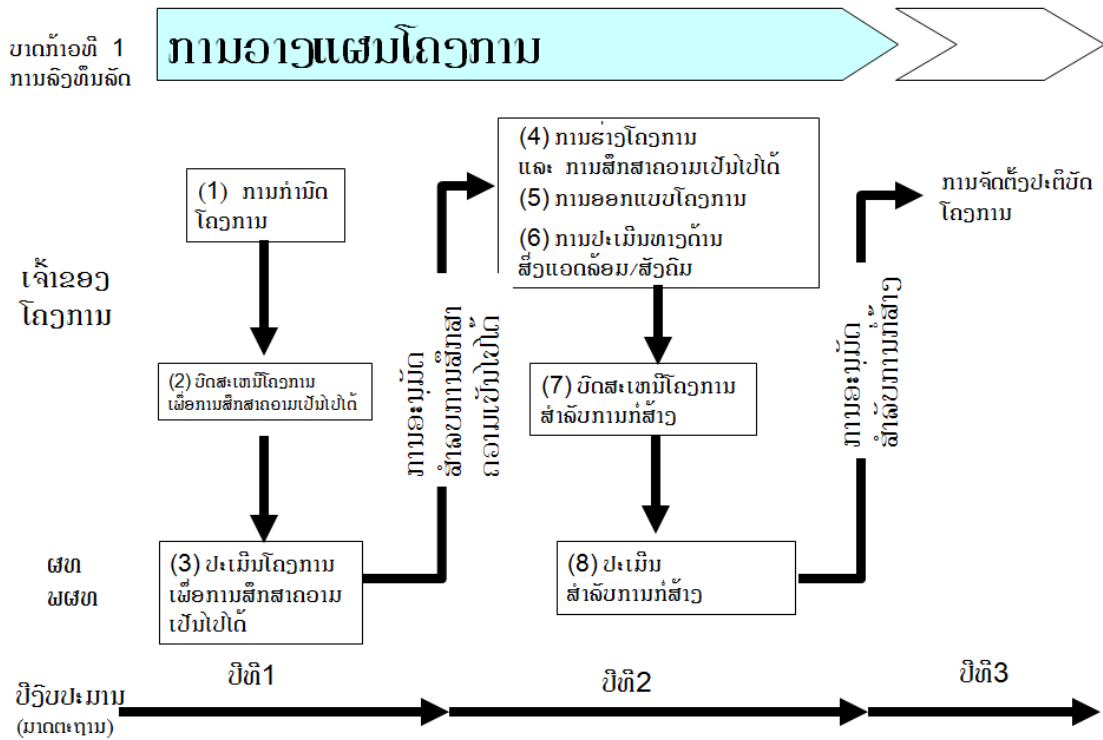 ບາດກ້າວທີ 1
ການລົງທຶນລັດ
ການວາງແຜນໂຄງການ
(1) ການກຳນົດ
ໂຄງການ
(4) ການຮ່າງໂຄງການ
ແລະ ການສຶກສາຄວາມເປັນໄປໄດ້
(5) ການອອກແບບໂຄງການ
(6) ການປະເມີນທາງດ້ານ
ສິ່ງແວດລ້ອມ/ສັງຄົມ
ການຈັດຕັ້ງປະຕິບັດ
ໂຄງການ
ເຈົ້າຂອງ
ໂຄງການ
(2) ບົດສະເຫນີໂຄງການ
ເພື່ອການສຶກສາຄວາມເປັນໄປໄດ້
ການອະນຸມັດ
ສຳລັບການສຶກສາ
ຄວາມເປັນໄປໄດ້
(7) ບົດສະເຫນີໂຄງການ
ສຳລັບການກໍ່ສ້າງ
ການອະນຸມັດ
ສຳລັບການກໍ່ສ້າງ
ຜທ
ພຜທ
(3) ປະເມີນໂຄງການ
ເພື່ອການສຶກສາຄວາມ
ເປັນໄປໄດ້
(8) ປະເມີນ
ສຳລັບການກໍ່ສ້າງ
ປີງົບປະມານ
(ມາດຕະຖານ)
ປີທີ1
ປີທີ2
ປີທີ3